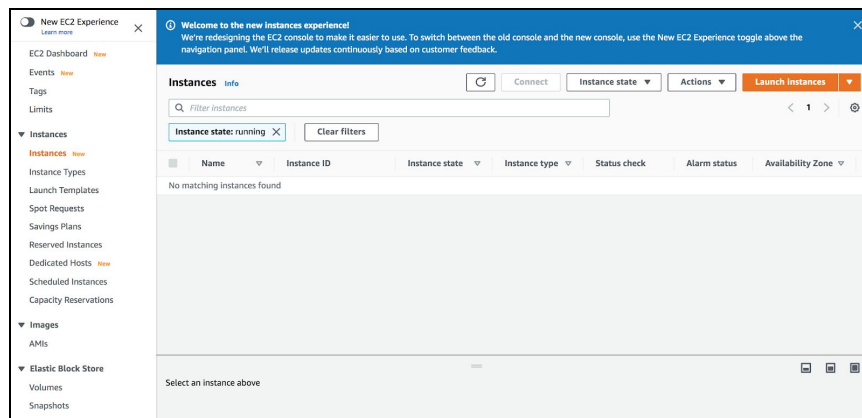 New EC2 Experience
Learn more
EC2 Dashboard New
Events New
Tags
Limits
Instances
Instances New
Instance Types
Launch Templates
Spot Requests
Savings Plans
Reserved Instances
Dedicated Hosts New
Scheduled Instances
Capacity Reservations
Images
AMIs
Elastic Block Store
Volumes
Snapshots
Welcome to the new instances experience!
We're redesigning the EC2 console to make it easier to use. To switch between the old console and the new console, use the New EC2 Experience toggle above the
navigation panel. We'll release updates continuously based on customer feedback.
Instances Info Connect Instance state Actions Launch instances
Filter instances 1
Instance state: running Clear filters
Name Instance ID Instance state Instance type Status check Alarm status Availability Zone
No matching instances found
Select an instance above